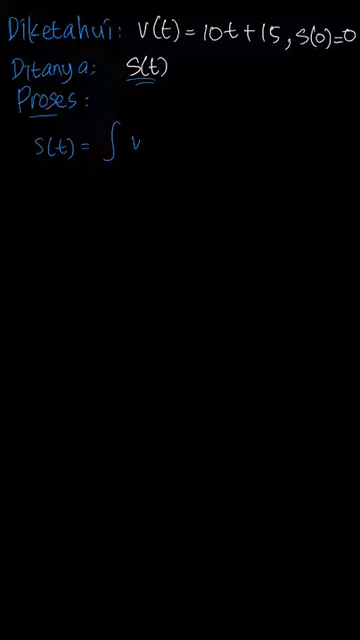 Diketahui: v(t) = 10t + 15, s(0)=0
Ditanya: s(t)
Proses:
s(t) = ∫ v